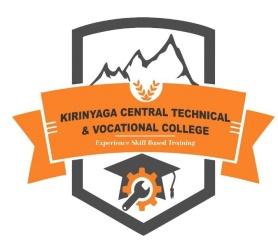 KIRINYAGA CENTRAL TECHNICAL
& VOCATIONAL COLLEGE
Experience Skill Based Training